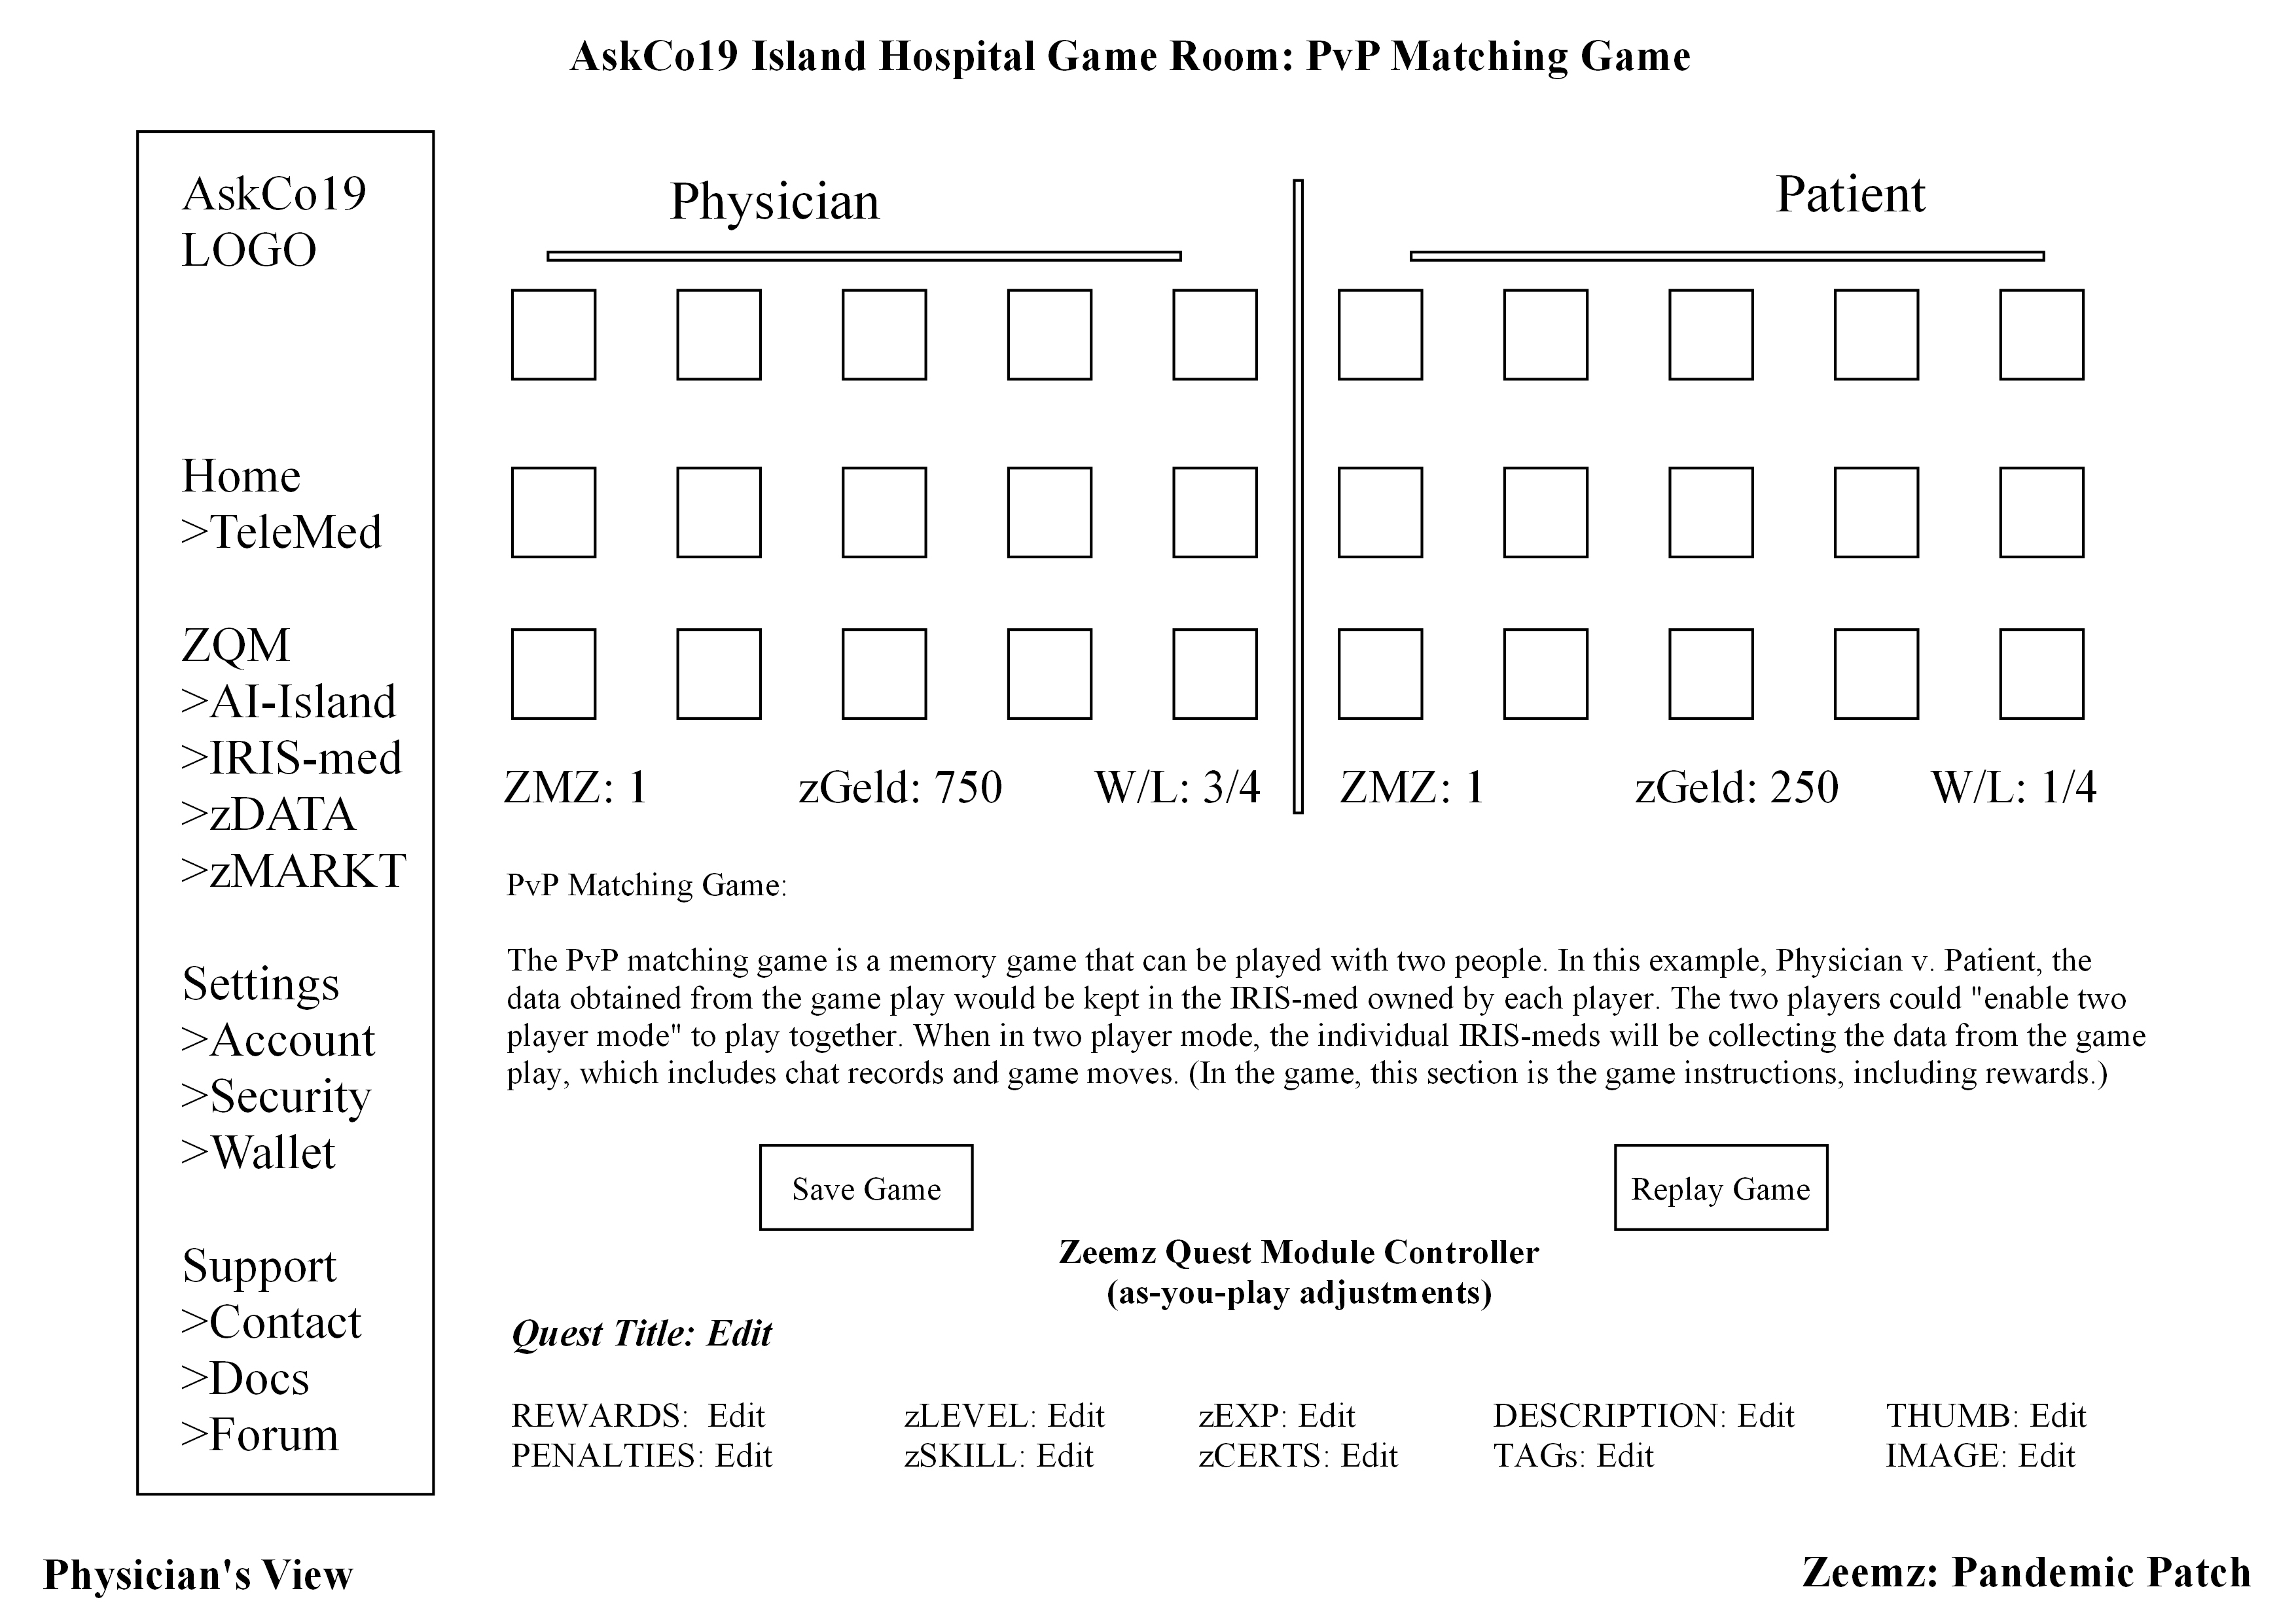 AskCo19 Island Hospital Game Room: PvP Matching Game
AskCo19
LOGO
Home
>TeleMed
ZQM
>AI-Island
>IRIS-med
>zDATA
>zMARKT
Settings
>Account
>Security
>Wallet
Support
>Contact
>Docs
>Forum
Physician
Patient
ZMZ: 1 zGeld: 750 W/L: 3/4
ZMZ: 1 zGeld: 250 W/L: 1/4
PvP Matching Game:
The PvP matching game is a memory game that can be played with two people. In this example, Physician v. Patient, the
data obtained from the game play would be kept in the IRIS-med owned by each player. The two players could "enable two
player mode" to play together. When in two player mode, the individual IRIS-meds will be collecting the data from the game
play, which includes chat records and game moves. (In the game, this section is the game instructions, including rewards.)
Save Game
Replay Game
Zeemz Quest Module Controller
(as-you-play adjustments)
Quest Title: Edit
REWARDS: Edit zLEVEL: Edit zEXP: Edit DESCRIPTION: Edit THUMB: Edit
PENALTIES: Edit zSKILL: Edit zCERTS: Edit TAGs: Edit IMAGE: Edit
Physician's View
Zeemz: Pandemic Patch